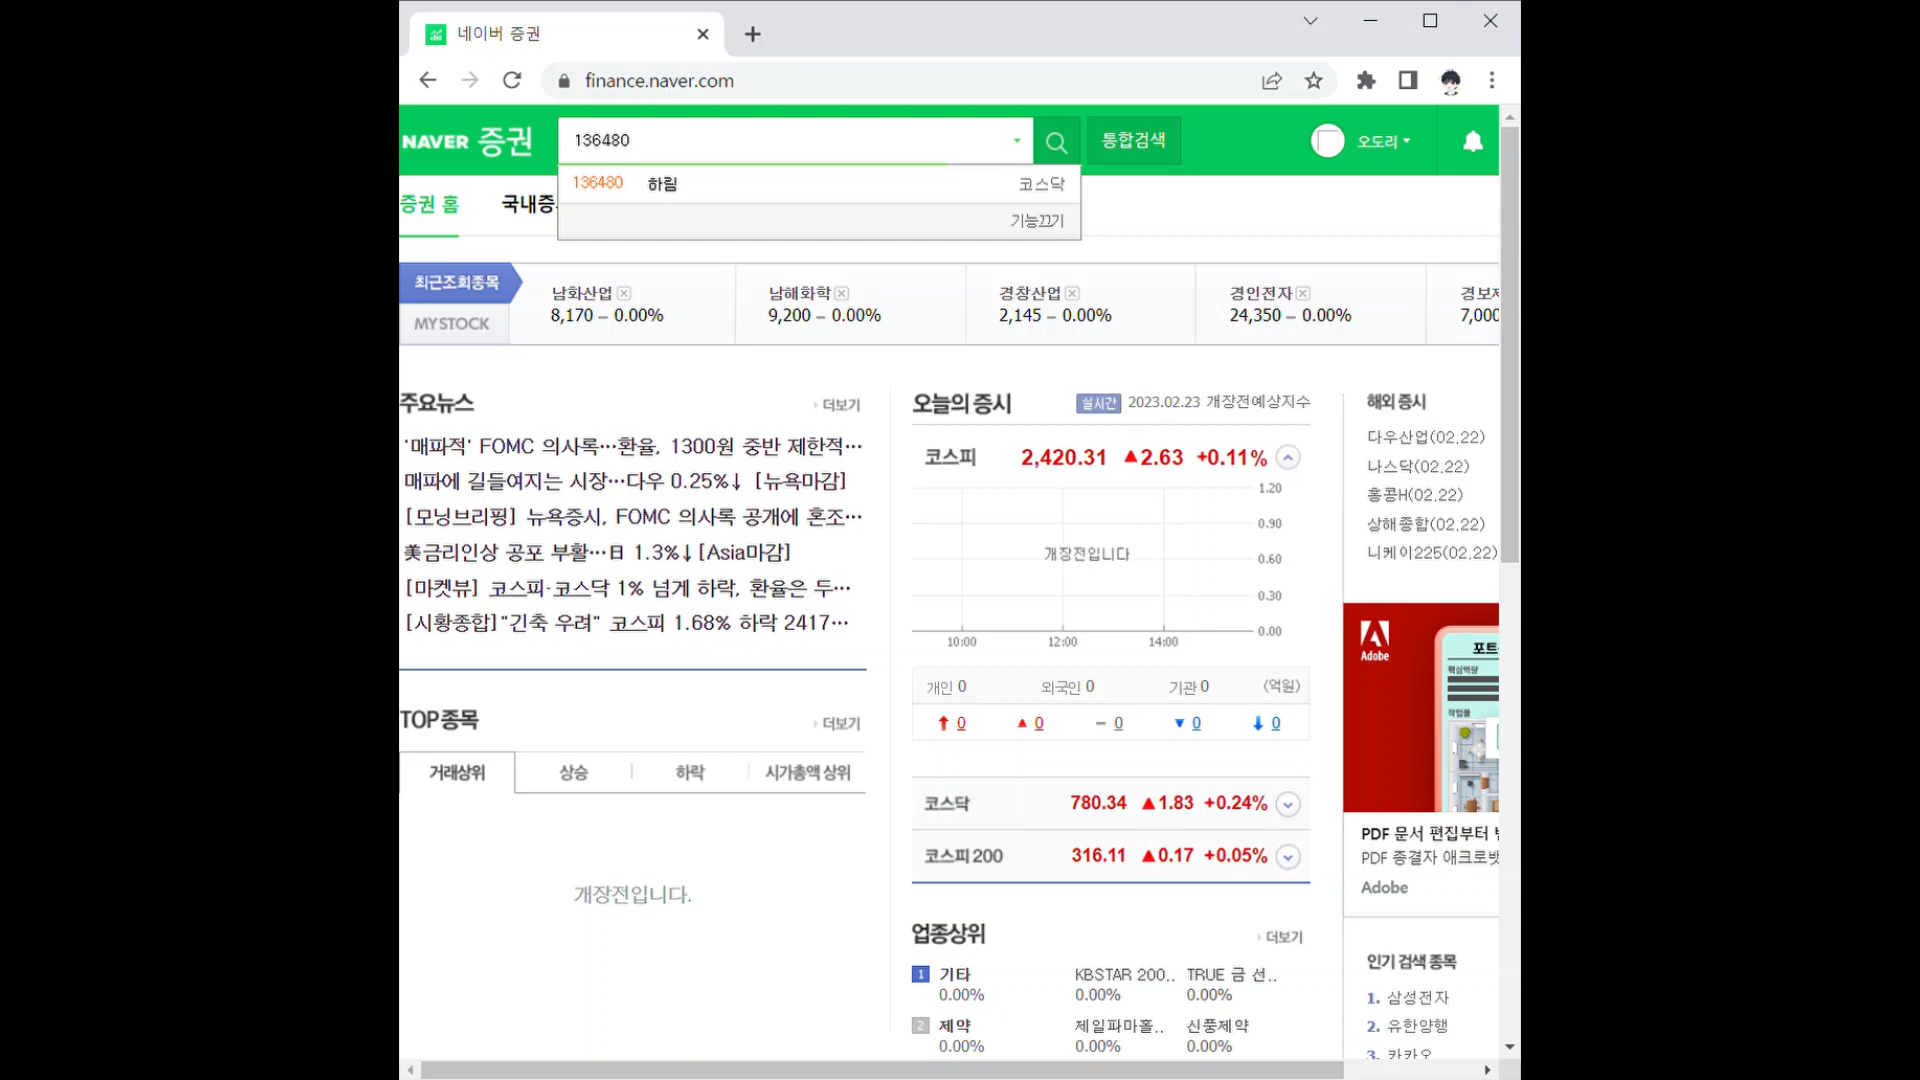 네이버 증권
finance.naver.com
NAVER 증권
136480
통합검색
오도리
136480 하림 코스닥
기능끄기
증권 홈
국내증
최근조회종목
MY STOCK
남화산업
8,170 – 0.00%
남해화학
9,200 – 0.00%
경창산업
2,145 – 0.00%
경인전자
24,350 – 0.00%
경보제
7,000
주요뉴스
더보기
'매파적' FOMC 의사록…환율, 1300원 중반 제한적…
매파에 길들여지는 시장…다우 0.25%↓ [뉴욕마감]
[모닝브리핑] 뉴욕증시, FOMC 의사록 공개에 혼조…
美금리인상 공포 부활…日 1.3%↓[Asia마감]
[마켓뷰] 코스피·코스닥 1% 넘게 하락, 환율은 두…
[시황종합]"긴축 우려" 코스피 1.68% 하락 2417…
TOP 종목
더보기
거래상위 상승 하락 시가총액 상위
개장전입니다.
오늘의 증시
실시간 2023.02.23 개장전예상지수
코스피 2,420.31 ▲2.63 +0.11%
1.20
0.90
개장전입니다
0.60
0.30
0.00
10:00 12:00 14:00
개인 0 외국인 0 기관 0 (억원)
↑ 0 ▲ 0 – 0 ▼ 0 ↓ 0
코스닥 780.34 ▲1.83 +0.24%
코스피200 316.11 ▲0.17 +0.05%
업종상위
더보기
1 기타 KBSTAR 200.. TRUE 금 선..
0.00% 0.00% 0.00%
2 제약 제일파마홀.. 신풍제약
0.00% 0.00% 0.00%
해외 증시
다우산업(02.22)
나스닥(02.22)
홍콩H(02.22)
상해종합(02.22)
니케이225(02.22)
Adobe
포트
핵심역량
작업물
PDF 문서 편집부터
PDF 종결자 애크로뱃
Adobe
인기 검색 종목
1. 삼성전자
2. 유한양행
3. 카카오